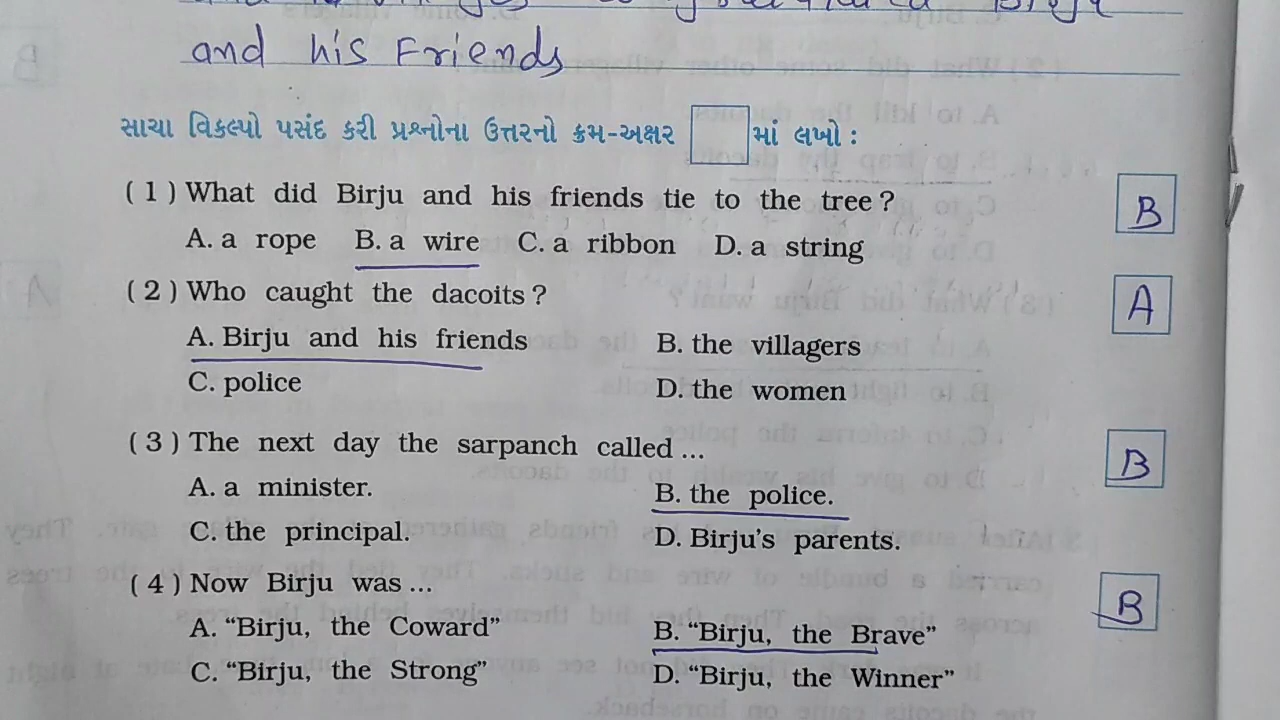 and his Friends
સાચા વિકલ્પો પસંદ કરી પ્રશ્નોના ઉત્તરનો ક્રમ-અક્ષર માં લખો :
( 1 ) What did Birju and his friends tie to the tree ? B
A. a rope B. a wire C. a ribbon D. a string
( 2 ) Who caught the dacoits ? A
A. Birju and his friends B. the villagers
C. police D. the women
( 3 ) The next day the sarpanch called ... B
A. a minister. B. the police.
C. the principal. D. Birju's parents.
( 4 ) Now Birju was ... B
A. “Birju, the Coward” B. “Birju, the Brave”
C. “Birju, the Strong” D. “Birju, the Winner”